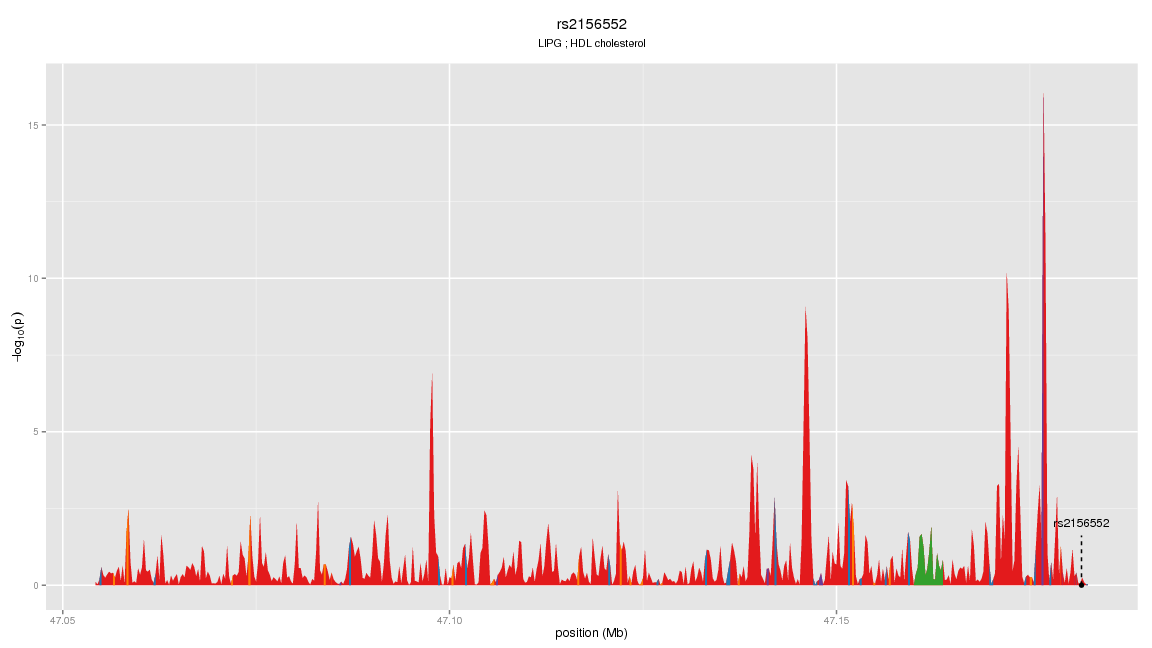 rs2156552
LIPG ; HDL cholesterol
15
10
5
0
−log10(p)
rs2156552
47.05
47.10
47.15
position (Mb)